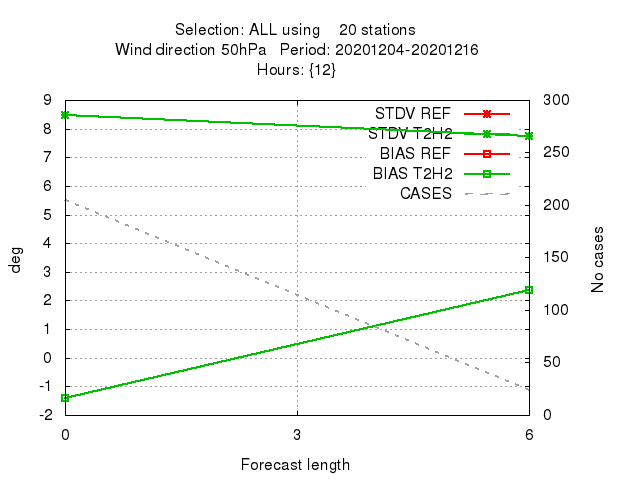 Selection: ALL using 20 stations
Wind direction 50hPa Period: 20201204-20201216
Hours: {12}
9
8
7
6
5
4
3
2
1
0
-1
-2
deg
300
250
200
150
100
50
0
No cases
STDV REF
STDV T2H2
BIAS REF
BIAS T2H2
CASES
0 3 6
Forecast length